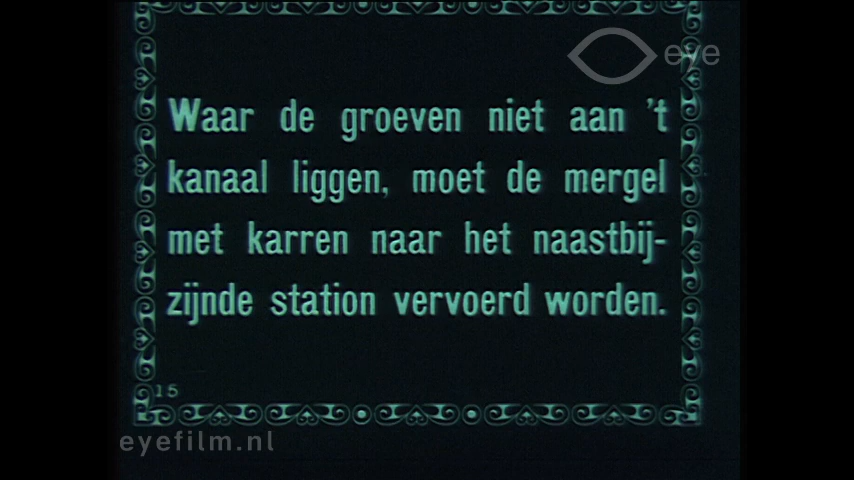 eye
Waar de groeven niet aan 't
kanaal liggen, moet de mergel
met karren naar het naastbij-
zijnde station vervoerd worden.
15
eyefilm.nl